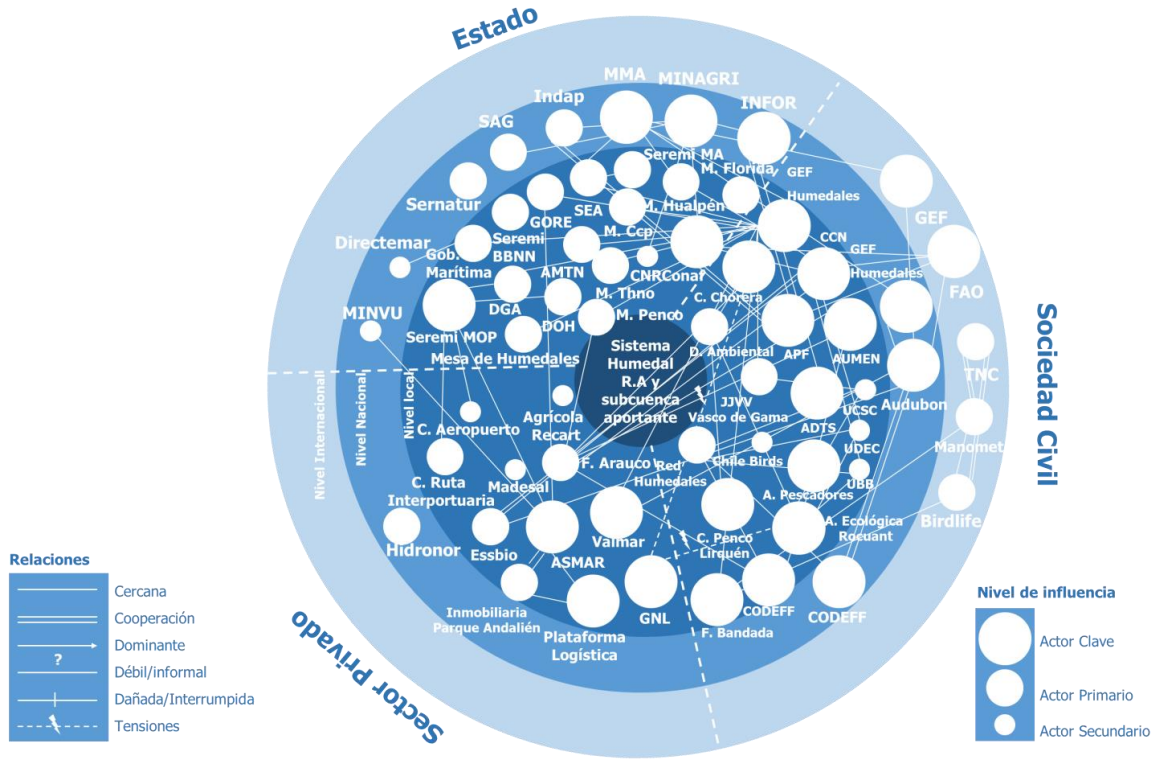 Estado
MMA
MINAGRI
Indap
INFOR
SAG
Seremi MA
M. Florida
GEF
Humedales
Sernatur
SEA
M. Hualpén
GORE
GEF
M. Ccp
CCN
Directemar
Seremi
BBNN
GEF
Humedales
Gob.
Marítima
AMTN
CNR
Conaf
FAO
M. Thno
C. Chorera
MINVU
DGA
DOH
M. Penco
Seremi MOP
Mesa de Humedales
Sistema
Humedal
R.A y
subcuenca
aportante
D. Ambiental
APF
AUMEN
TNC
Nivel Internacional
Nivel Nacional
Nivel local
Agrícola
Recart
JJVV
Vasco de Gama
UCSC
Audubon
ADTS
C. Aeropuerto
UDEC
Manomet
F. Arauco
Red
Humedales
Chile Birds
UBB
C. Ruta
Interportuaria
Madesal
A. Pescadores
Birdlife
Hidronor
Essbio
ASMAR
Valmar
C. Penco
Lirquén
A. Ecológica
Rocuant
Inmobiliaria
Parque Andalién
Plataforma
Logística
GNL
F. Bandada
CODEFF
CODEFF
Sociedad Civil
Sector Privado
Relaciones
Cercana
Cooperación
Dominante
?
Débil/informal
Dañada/Interrumpida
Tensiones
Nivel de influencia
Actor Clave
Actor Primario
Actor Secundario